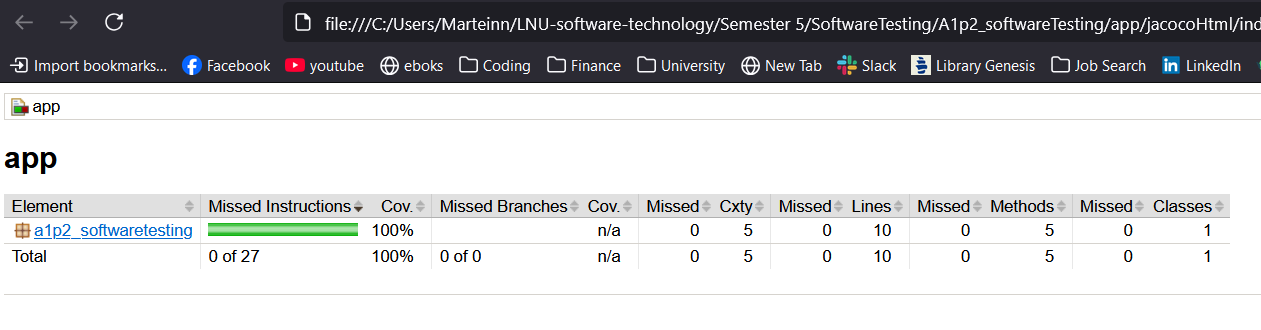 file:///C:/Users/Marteinn/LNU-software-technology/Semester 5/SoftwareTesting/A1p2_softwareTesting/app/jacocoHtml/ind
Import bookmarks... Facebook youtube eboks Coding Finance University New Tab Slack Library Genesis Job Search LinkedIn
app
app
Element Missed Instructions Cov. Missed Branches Cov. Missed Cxty Missed Lines Missed Methods Missed Classes
a1p2_softwaretesting 100% n/a 0 5 0 10 0 5 0 1
Total 0 of 27 100% 0 of 0 n/a 0 5 0 10 0 5 0 1